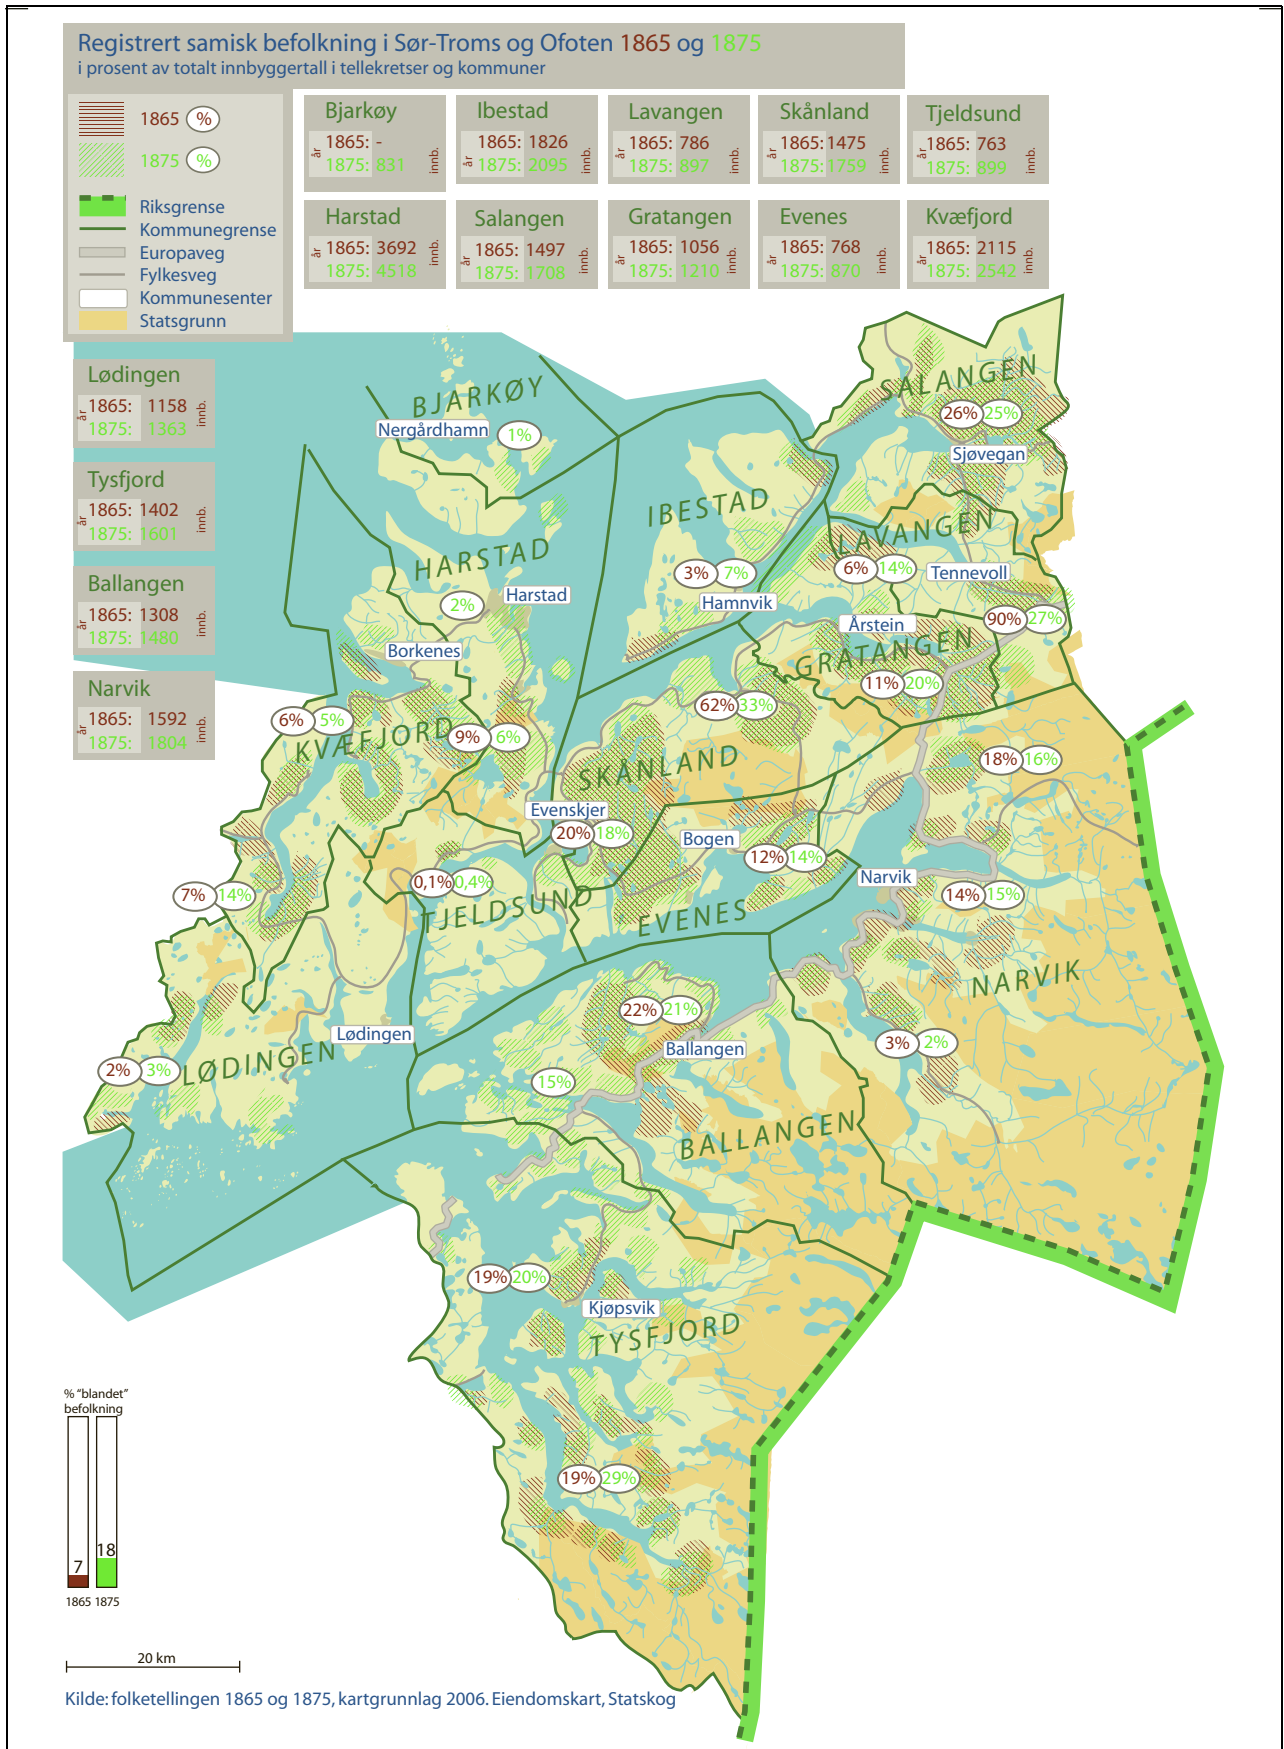 Registrert samisk befolkning i Sør-Troms og Ofoten 1865 og 1875
i prosent av totalt innbyggertall i tellekretser og kommuner
1865 %
1875 %
Riksgrense
Kommunegrense
Europaveg
Fylkesveg
Kommunesenter
Statsgrunn
Bjarkøy
år 1865: - innb.
1875: 831
Ibestad
år 1865: 1826 innb.
1875: 2095
Lavangen
år 1865: 786 innb.
1875: 897
Skånland
år 1865: 1475 innb.
1875: 1759
Tjeldsund
år 1865: 763 innb.
1875: 899
Harstad
år 1865: 3692 innb.
1875: 4518
Salangen
år 1865: 1497 innb.
1875: 1708
Gratangen
år 1865: 1056 innb.
1875: 1210
Evenes
år 1865: 768 innb.
1875: 870
Kvæfjord
år 1865: 2115 innb.
1875: 2542
Lødingen
år 1865: 1158 innb.
1875: 1363
Tysfjord
år 1865: 1402 innb.
1875: 1601
Ballangen
år 1865: 1308 innb.
1875: 1480
Narvik
år 1865: 1592 innb.
1875: 1804
SALANGEN
26% 25%
Sjøvegan
BJARKØY
Nergårdhamn 1%
IBESTAD
3% 7%
Hamnvik
LAVANGEN
6% 14%
Tennevoll
HARSTAD
2%
Harstad
Borkenes
Årstein
90% 27%
GRATANGEN
11% 20%
62% 33%
6% 5%
KVÆFJORD
9% 6%
SKÅNLAND
18% 16%
Evenskjer
20% 18%
Bogen
12% 14%
Narvik
14% 15%
7% 14%
0,1% 0,4%
TJELDSUND
EVENES
NARVIK
22% 21%
Lødingen
Ballangen
3% 2%
LØDINGEN
2% 3%
15%
BALLANGEN
19% 20%
Kjøpsvik
TYSFJORD
19% 29%
% “blandet”
befolkning
7 18
1865 1875
20 km
Kilde: folketellingen 1865 og 1875, kartgrunnlag 2006. Eiendomskart, Statskog